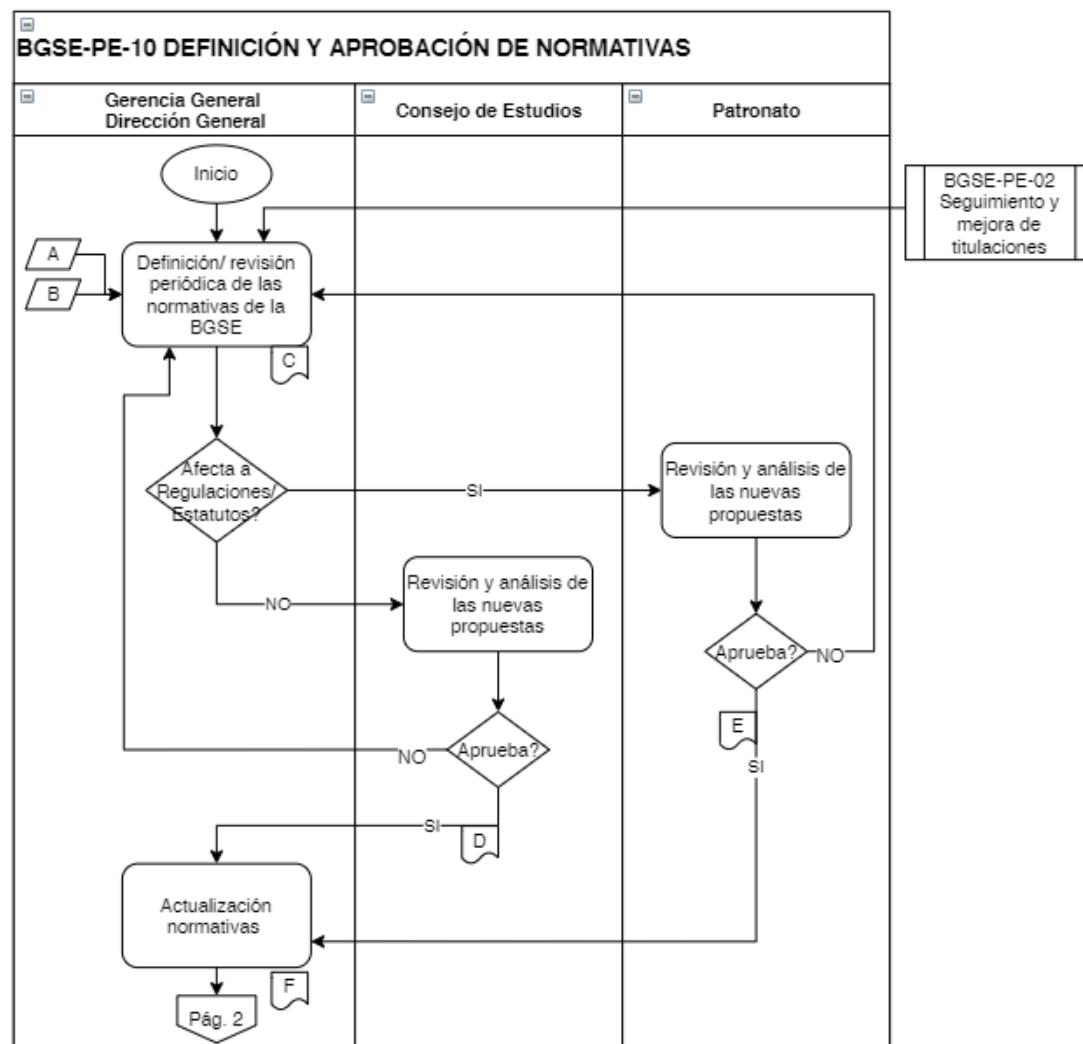 BGSE-PE-10 DEFINICIÓN Y APROBACIÓN DE NORMATIVAS
Gerencia General
Dirección General
Consejo de Estudios
Patronato
Inicio
BGSE-PE-02
Seguimiento y
mejora de
titulaciones
A
B
Definición/ revisión
periódica de las
normativas de la
BGSE
C
Afecta a
Regulaciones/
Estatutos?
SI
Revisión y análisis de
las nuevas
propuestas
NO
Revisión y análisis de
las nuevas
propuestas
Aprueba?
NO
E
SI
Aprueba?
NO
SI
D
Actualización
normativas
F
Pág. 2